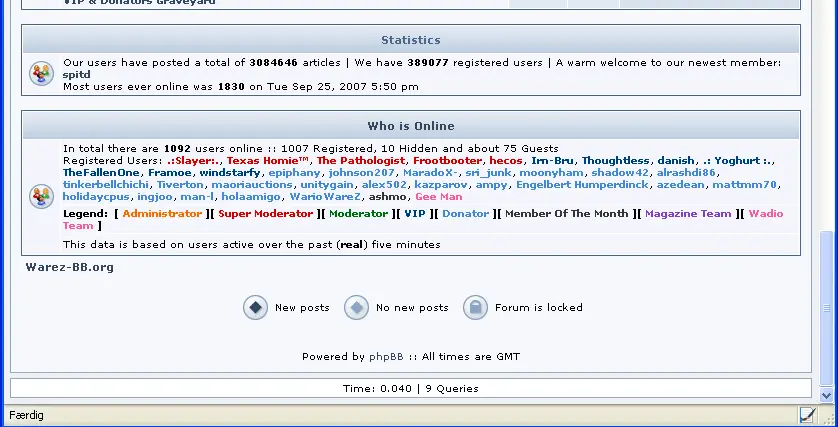 VIP & Donators Graveyard
Statistics
Our users have posted a total of 3084646 articles | We have 389077 registered users | A warm welcome to our newest member:
spitd
Most users ever online was 1830 on Tue Sep 25, 2007 5:50 pm
Who is Online
In total there are 1092 users online :: 1007 Registered, 10 Hidden and about 75 Guests
Registered Users: .:Slayer:., Texas Homie™, The Pathologist, Frootbooter, hecos, Irn-Bru, Thoughtless, danish, .: Yoghurt :.,
TheFallenOne, Framoe, windstarfy, epiphany, johnson207, MaradoX-, sri_junk, moonyham, shadow42, alrashdi86,
tinkerbellchichi, Tiverton, maoriauctions, unitygain, alex502, kazparov, ampy, Engelbert Humperdinck, azedean, mattmm70,
holidaycpus, ingjoo, man-l, holaamigo, WarioWareZ, ashmo, Gee Man
Legend: [ Administrator ][ Super Moderator ][ Moderator ][ VIP ][ Donator ][ Member Of The Month ][ Magazine Team ][ Wadio
Team ]
This data is based on users active over the past (real) five minutes
Warez-BB.org
New posts No new posts Forum is locked
Powered by phpBB :: All times are GMT
Time: 0.040 | 9 Queries
Færdig